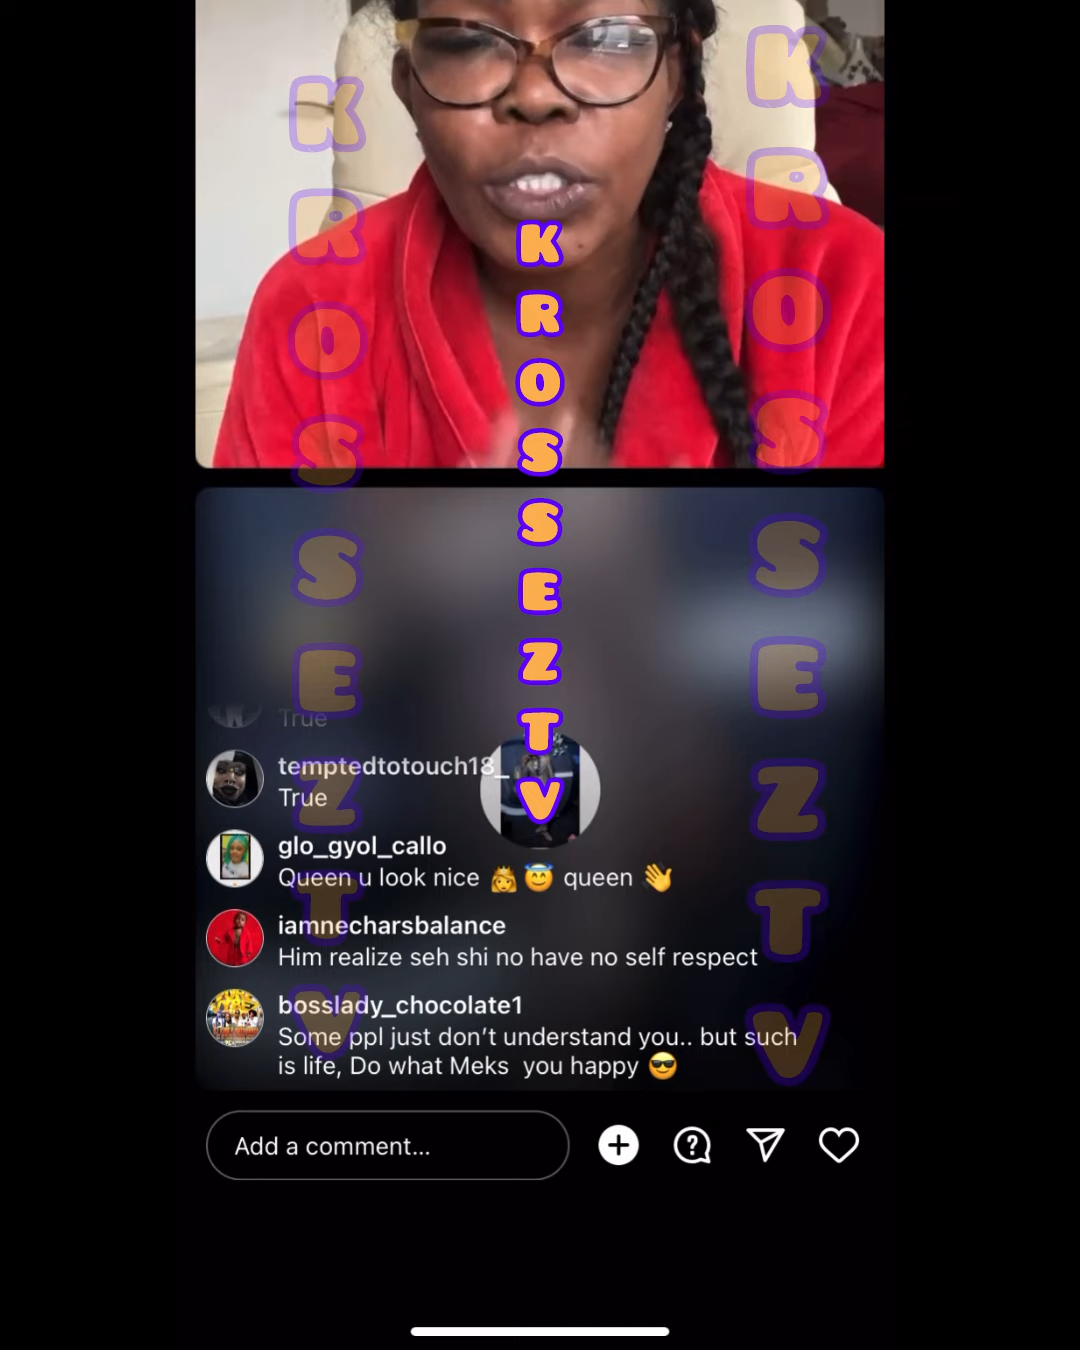 KROSSEZTV
KROSSEZTV
KROSSEZTV
True
temptedtotouch18_
True
glo_gyol_callo
Queen u look nice 👸😇 queen 👋
iamnecharsbalance
Him realize seh shi no have no self respect
bosslady_chocolate1
Some ppl just don’t understand you.. but such
is life, Do what Meks  you happy 😎
Add a comment...